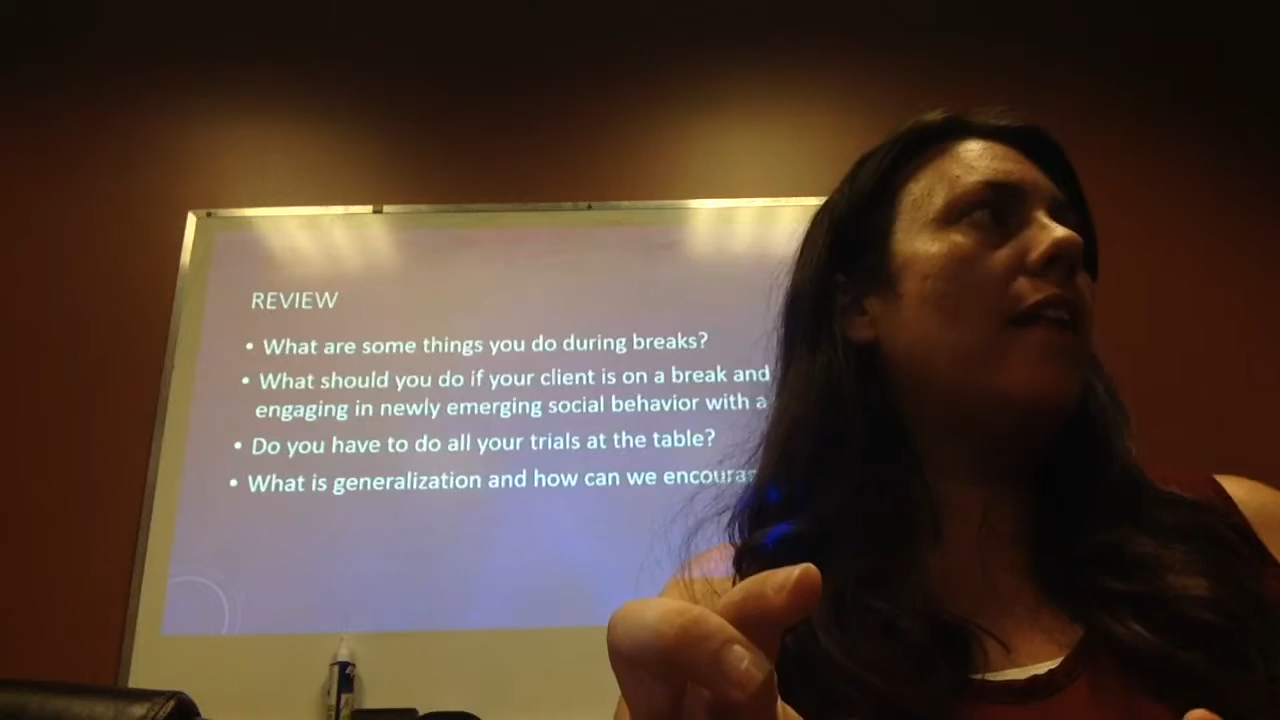 REVIEW
• What are some things you do during breaks?
• What should you do if your client is on a break and
engaging in newly emerging social behavior with a
• Do you have to do all your trials at the table?
• What is generalization and how can we